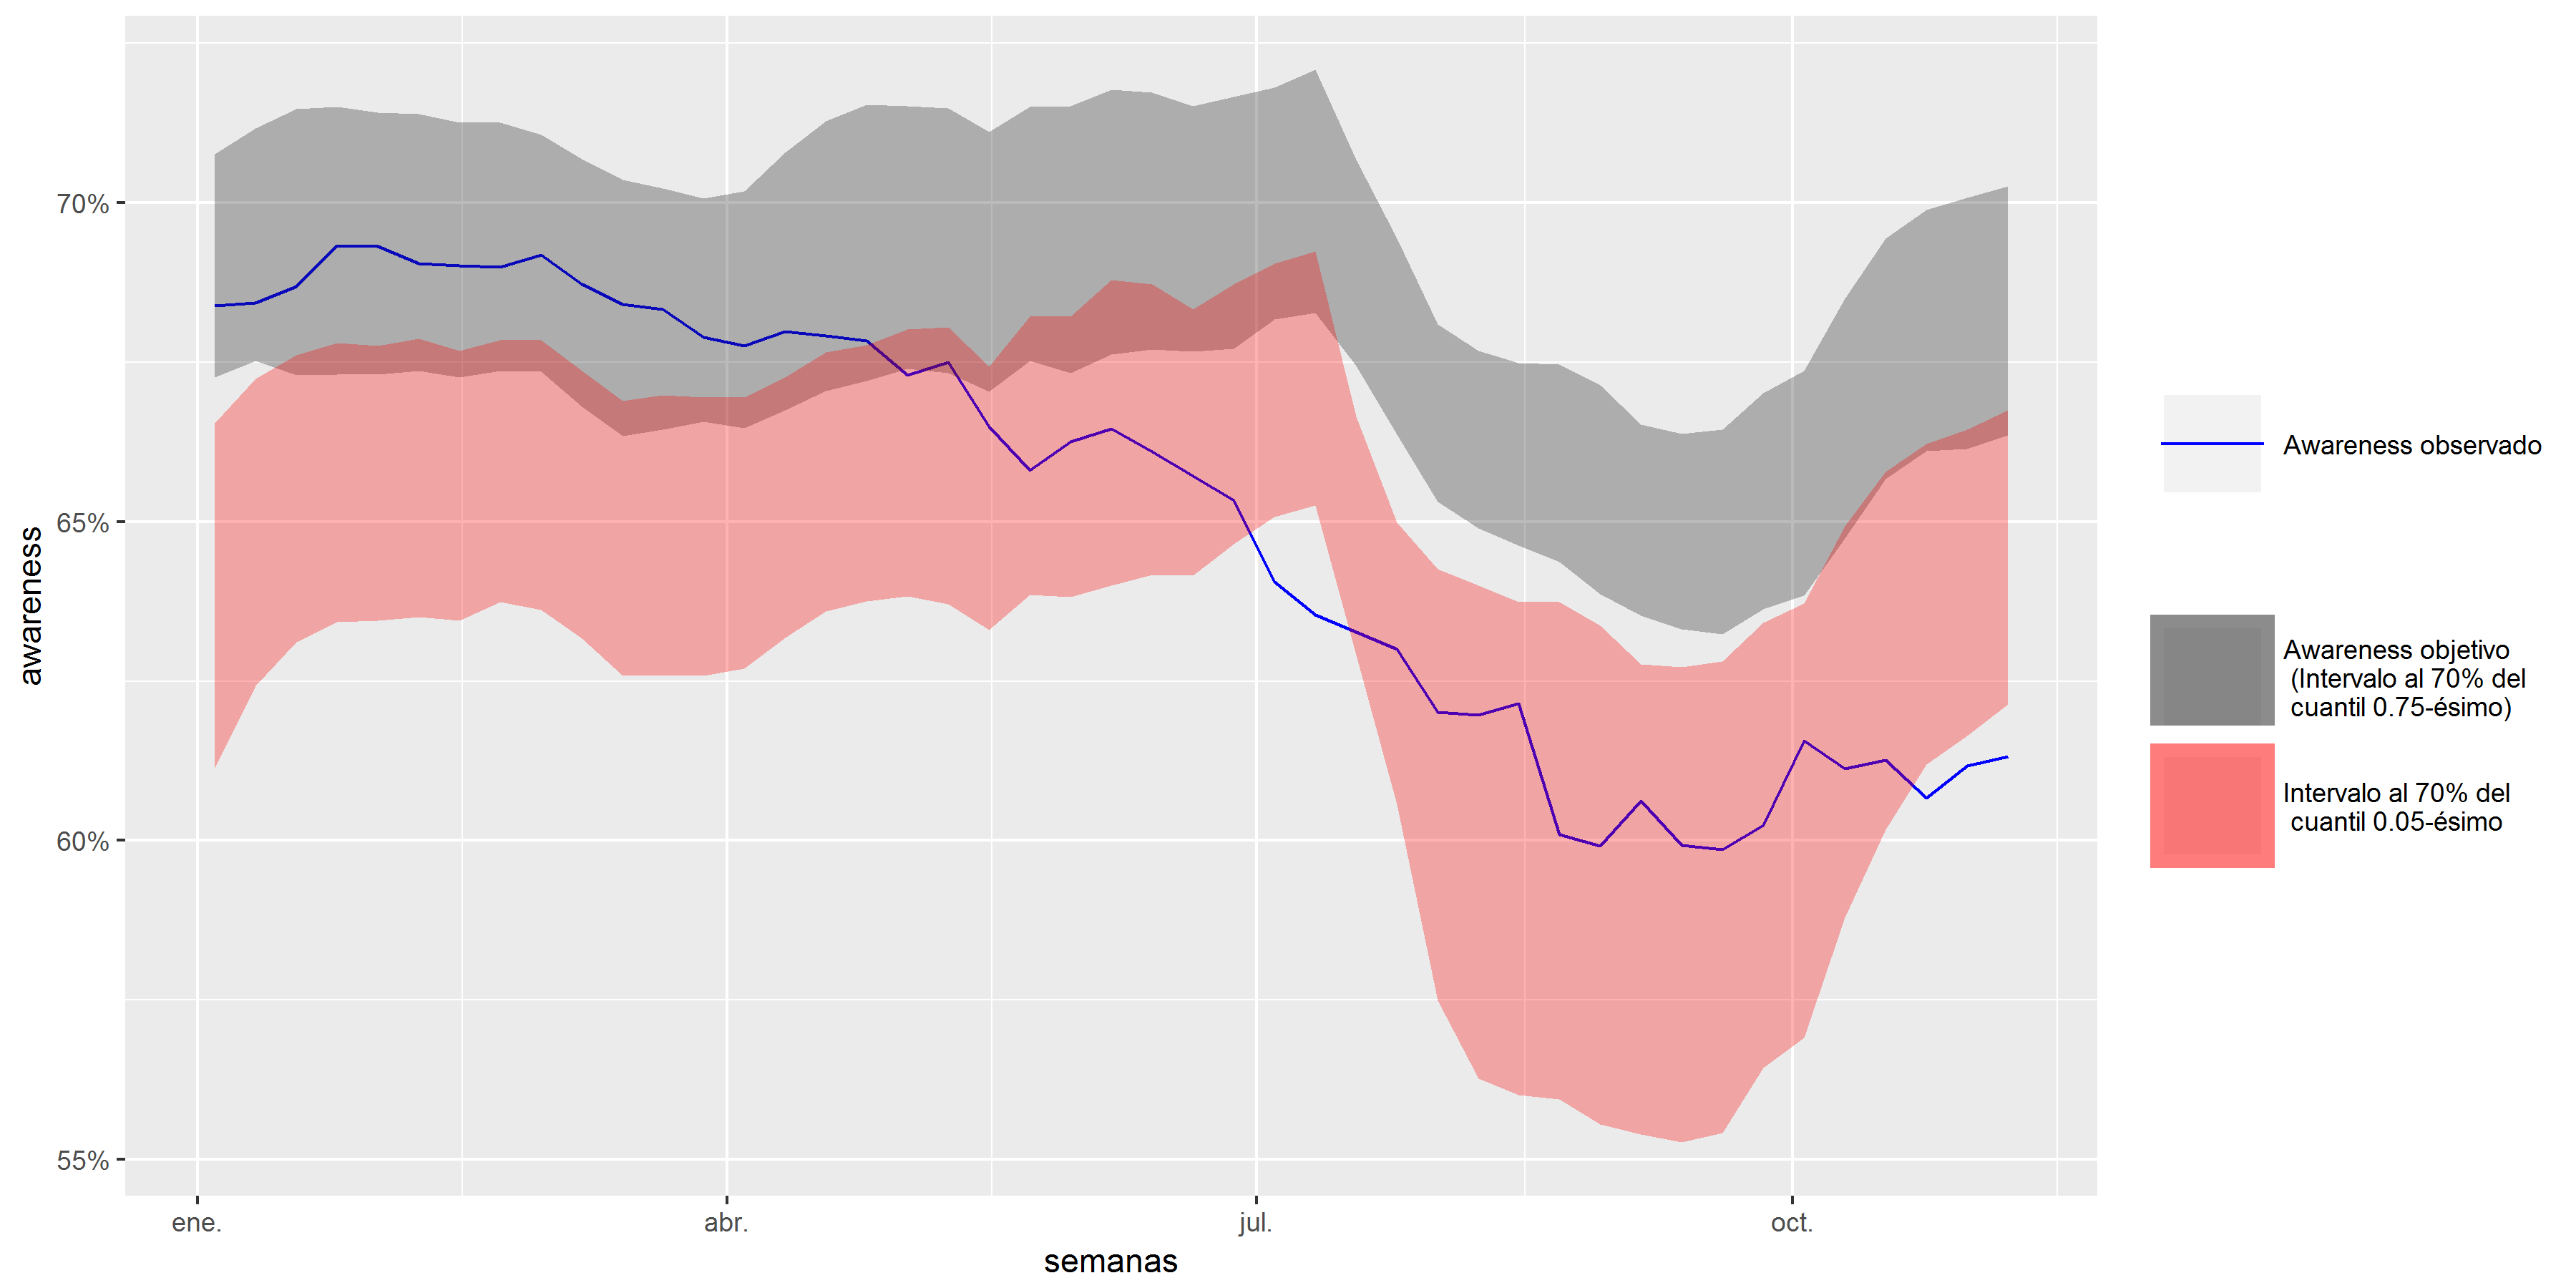 awareness
70%
65%
60%
55%
ene.
abr.
jul.
oct.
semanas
Awareness observado
Awareness objetivo
(Intervalo al 70% del
cuantil 0.75-ésimo)
Intervalo al 70% del
cuantil 0.05-ésimo